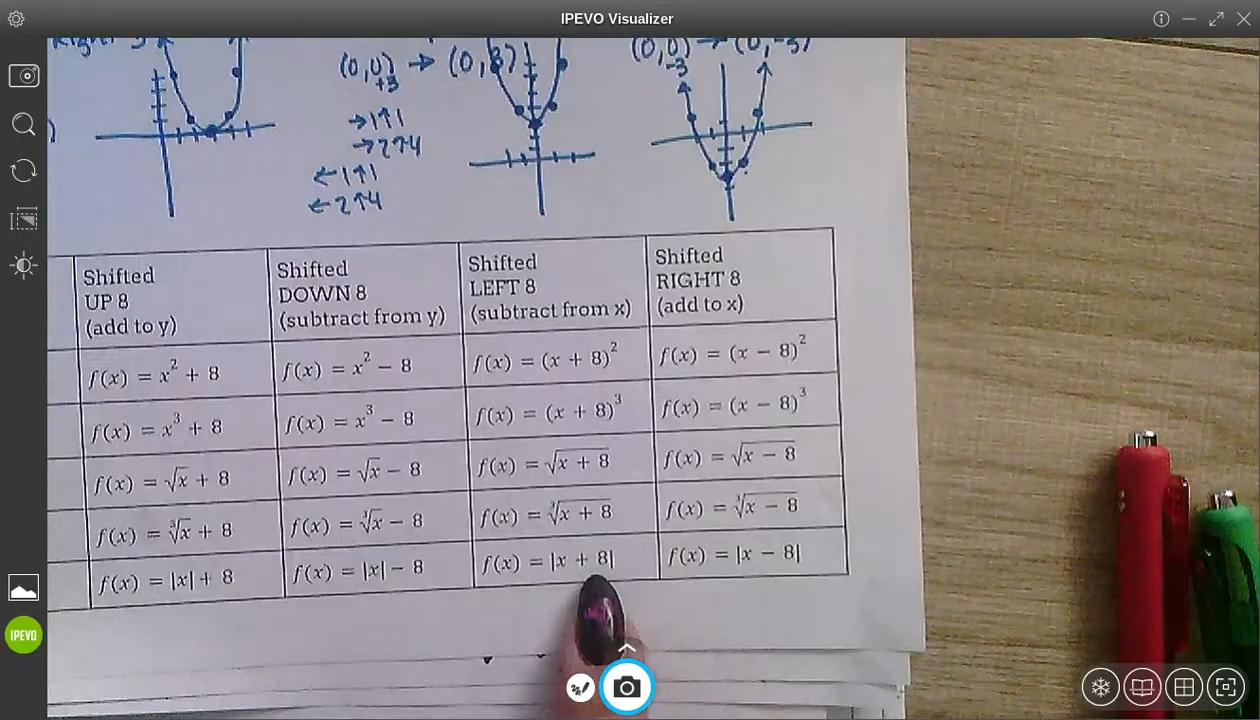 IPEVO Visualizer
(0,0) → (0,3)
+3
(0,0) → (0,-3)
-3
→1↑1
→2↑4
←1↑1
←2↑4
Shifted
UP 8
(add to y)
Shifted
DOWN 8
(subtract from y)
Shifted
LEFT 8
(subtract from x)
Shifted
RIGHT 8
(add to x)
f(x) = x² + 8
f(x) = x² − 8
f(x) = (x + 8)²
f(x) = (x − 8)²
f(x) = x³ + 8
f(x) = x³ − 8
f(x) = (x + 8)³
f(x) = (x − 8)³
f(x) = √x + 8
f(x) = √x − 8
f(x) = √(x + 8)
f(x) = √(x − 8)
f(x) = ∛x + 8
f(x) = ∛x − 8
f(x) = ∛(x + 8)
f(x) = ∛(x − 8)
f(x) = |x| + 8
f(x) = |x| − 8
f(x) = |x + 8|
f(x) = |x − 8|
IPEVO